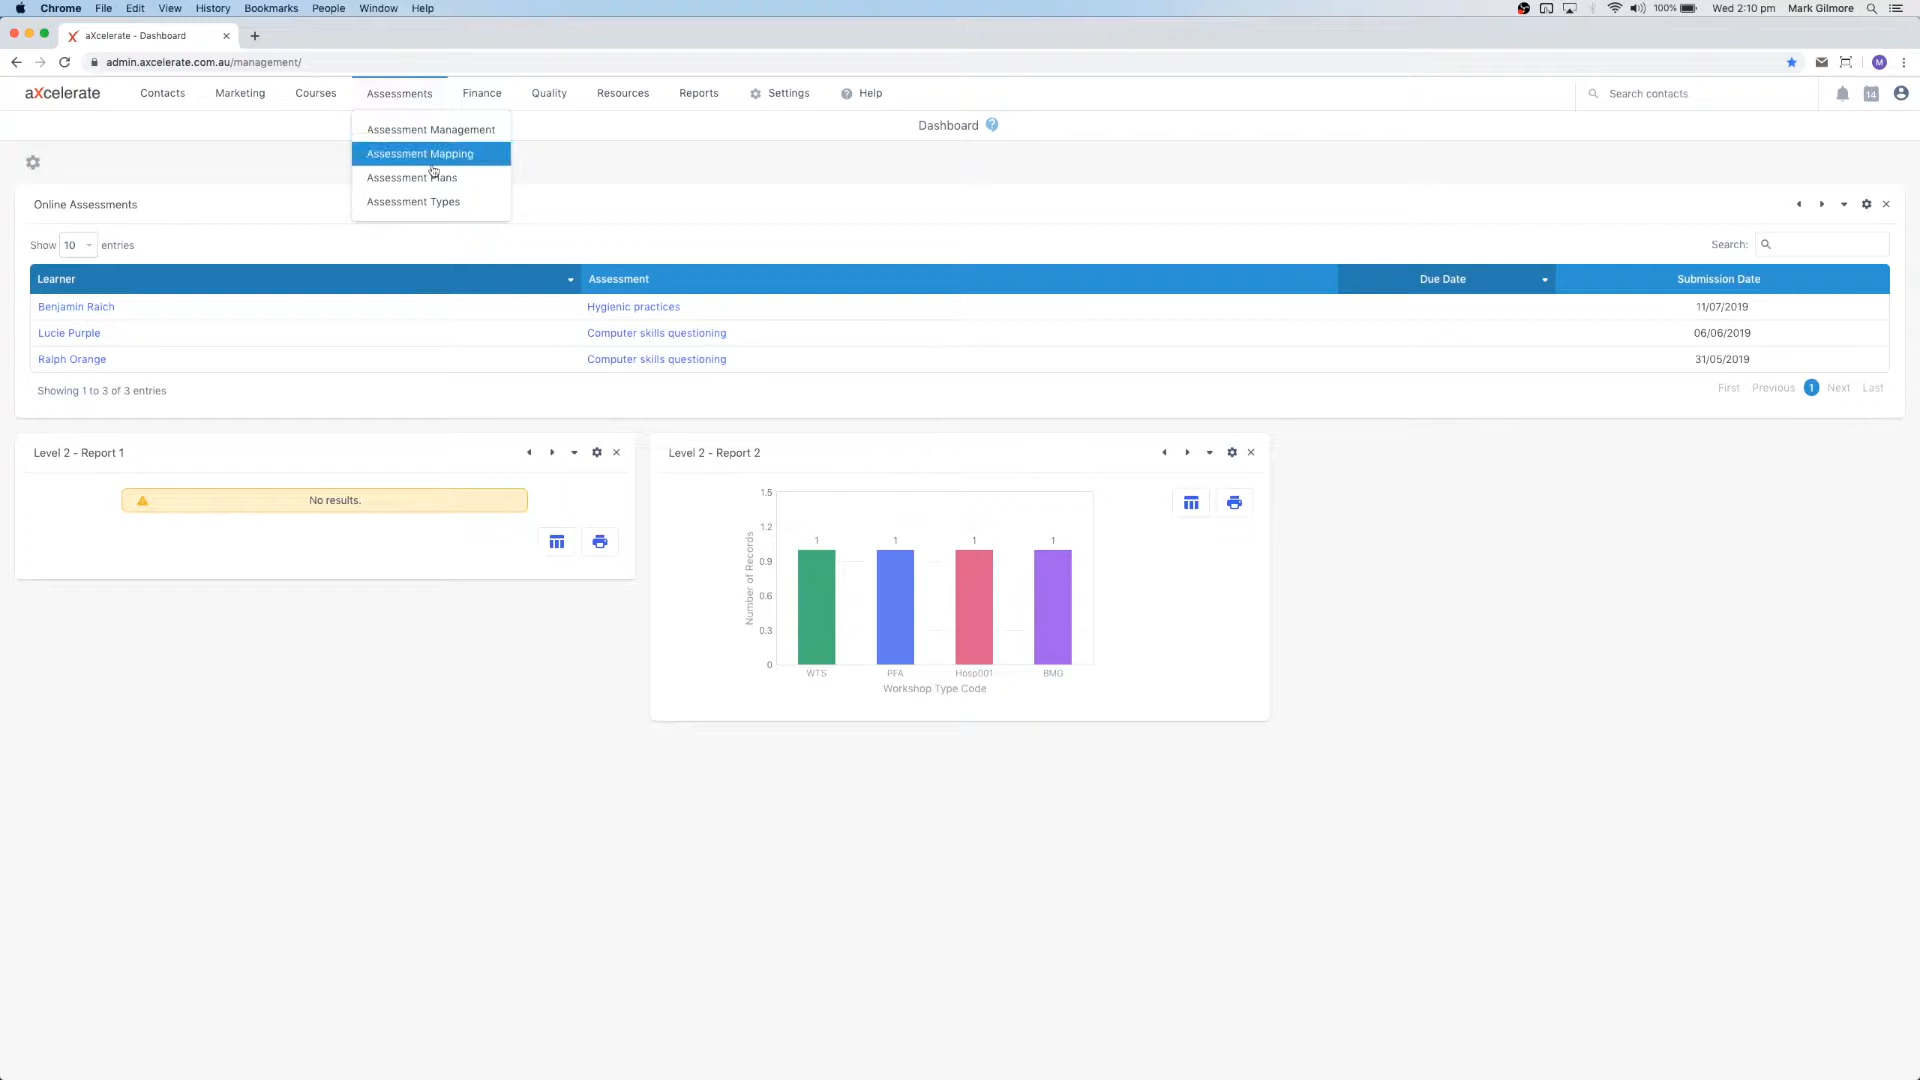 Chrome File Edit View History Bookmarks People Window Help 100% Wed 2:10 pm Mark Gilmore
aXcelerate - Dashboard
admin.axcelerate.com.au/management/ M
aXcelerate Contacts Marketing Courses Assessments Finance Quality Resources Reports Settings Help Search contacts 14
Dashboard ?
Assessment Management
Assessment Mapping
Assessment Plans
Assessment Types
Online Assessments
Show 10 entries Search:
Learner Assessment Due Date Submission Date
Benjamin Raich Hygienic practices 11/07/2019
Lucie Purple Computer skills questioning 06/06/2019
Ralph Orange Computer skills questioning 31/05/2019
Showing 1 to 3 of 3 entries First Previous 1 Next Last
Level 2 - Report 1
No results.
Level 2 - Report 2
1.5
1.2
0.9
0.6
0.3
0
Number of Records
1 1 1 1
WTS PFA Hosp001 BMG
Workshop Type Code